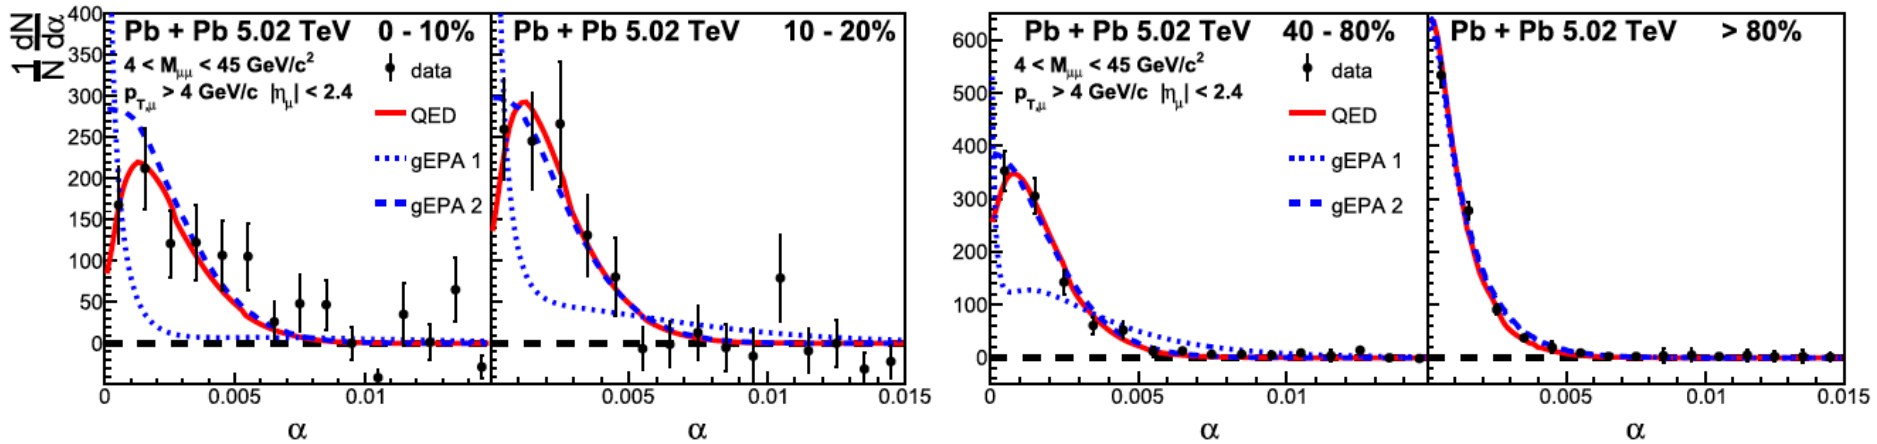 1 dN
N dα
400
350
300
250
200
150
100
50
0
Pb + Pb 5.02 TeV 0 - 10%
4 < Mμμ < 45 GeV/c2
pT,μ > 4 GeV/c |ημ| < 2.4
data
QED
gEPA 1
gEPA 2
0 0.005 0.01
α
Pb + Pb 5.02 TeV 10 - 20%
0.005 0.01 0.015
α
600
500
400
300
200
100
0
Pb + Pb 5.02 TeV 40 - 80%
4 < Mμμ < 45 GeV/c2
pT,μ > 4 GeV/c |ημ| < 2.4
data
QED
gEPA 1
gEPA 2
0 0.005 0.01
α
Pb + Pb 5.02 TeV > 80%
0.005 0.01 0.015
α